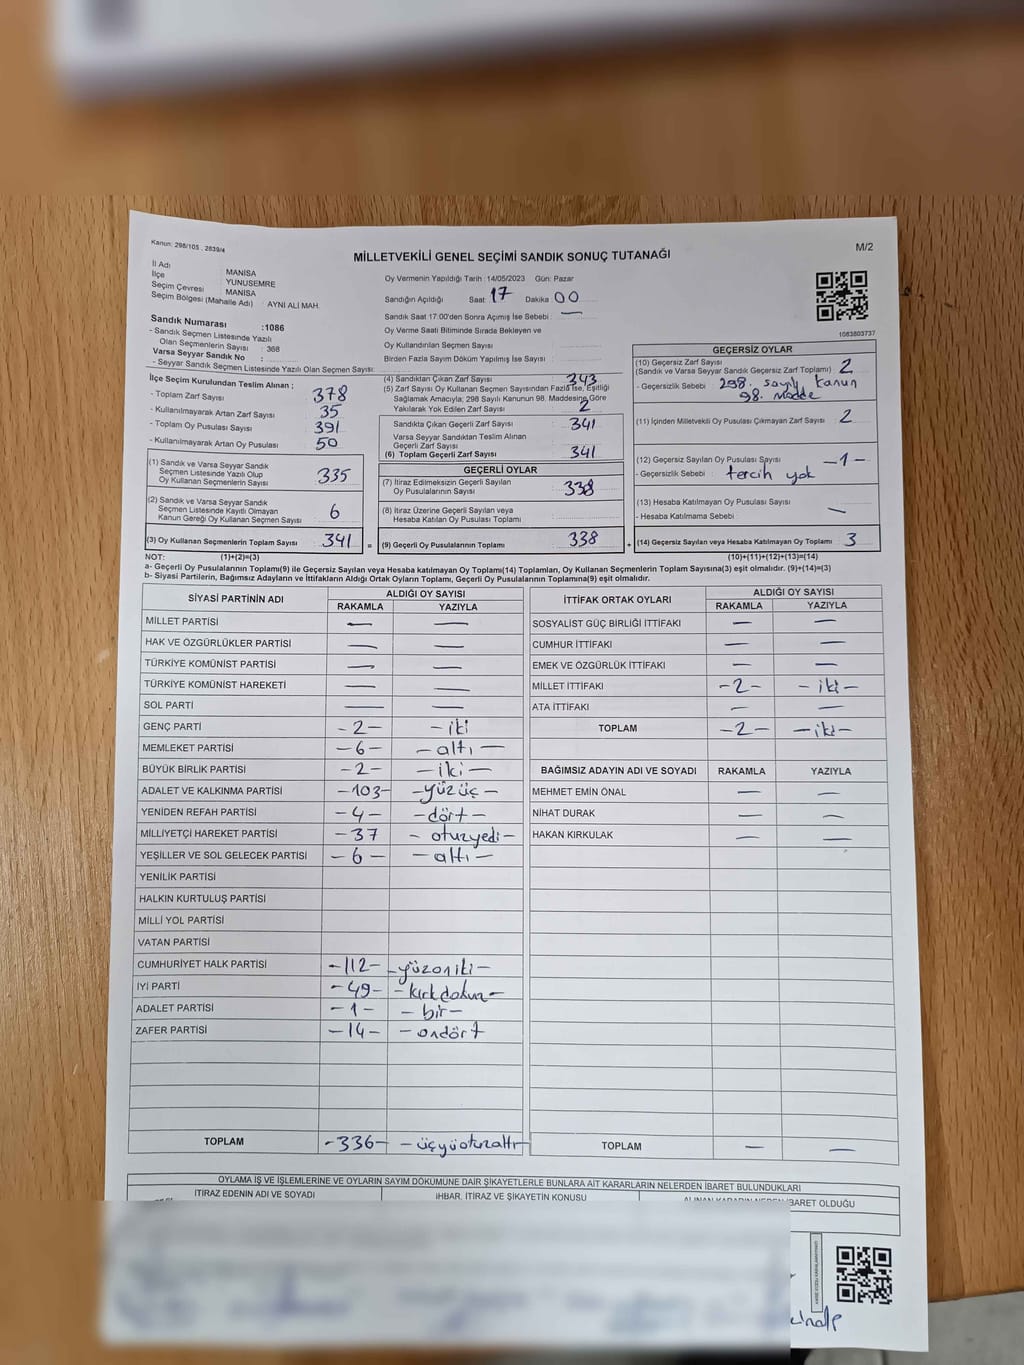 Kanun: 298/105 , 2839/4
M/2
MİLLETVEKİLİ GENEL SEÇİMİ SANDIK SONUÇ TUTANAĞI
İl Adı : MANİSA
İlçe : YUNUSEMRE
Seçim Çevresi : MANİSA
Seçim Bölgesi (Mahalle Adı) : AYNİ ALİ MAH.
Sandık Numarası :1086
- Sandık Seçmen Listesinde Yazılı
Olan Seçmenlerin Sayısı : 368
Varsa Seyyar Sandık No :
- Seyyar Sandık Seçmen Listesinde Yazılı Olan Seçmen Sayısı:
Oy Vermenin Yapıldığı Tarih :14/05/2023 Gün: Pazar
Sandığın Açıldığı Saat 17 Dakika 00
Sandık Saat 17:00'den Sonra Açımış İse Sebebi : —
Oy Verme Saati Bitiminde Sırada Bekleyen ve
Oy Kullandırılan Seçmen Sayısı
Birden Fazla Sayım Döküm Yapılmış İse Sayısı :
1063803737
İlçe Seçim Kurulundan Teslim Alınan :
- Toplam Zarf Sayısı : 378
- Kullanılmayarak Artan Zarf Sayısı : 35
- Toplam Oy Pusulası Sayısı : 391
- Kullanılmayarak Artan Oy Pusulası : 50
(1) Sandık ve Varsa Seyyar Sandık
Seçmen Listesinde Yazılı Olup
Oy Kullanan Seçmenlerin Sayısı : 335
(2) Sandık ve Varsa Seyyar Sandık
Seçmen Listesinde Kayıtlı Olmayan
Kanun Gereği Oy Kullanan Seçmen Sayısı : 6
(3) Oy Kullanan Seçmenlerin Toplam Sayısı : 341 =
(4) Sandıktan Çıkan Zarf Sayısı : 343
(5) Zarf Sayısı Oy Kullanan Seçmen Sayısından Fazla İse, Eşitliği
Sağlamak Amacıyla; 298 Sayılı Kanunun 98. Maddesine Göre
Yakılarak Yok Edilen Zarf Sayısı : 2
Sandıkta Çıkan Geçerli Zarf Sayısı : 341
Varsa Seyyar Sandıktan Teslim Alınan
Geçerli Zarf Sayısı :
(6) Toplam Geçerli Zarf Sayısı : 341
GEÇERLİ OYLAR
(7) İtiraz Edilmeksizin Geçerli Sayılan
Oy Pusulalarının Sayısı : 338
(8) İtiraz Üzerine Geçerli Sayılan veya
Hesaba Katılan Oy Pusulası Toplamı :
(9) Geçerli Oy Pusulalarının Toplamı : 338 +
GEÇERSİZ OYLAR
(10) Geçersiz Zarf Sayısı
(Sandık ve Varsa Seyyar Sandık Geçersiz Zarf Toplamı) : 2
- Geçersizlik Sebebi : 298. sayılı kanun
98. madde
(11) İçinden Milletvekili Oy Pusulası Çıkmayan Zarf Sayısı : 2
(12) Geçersiz Sayılan Oy Pusulası Sayısı : -1-
- Geçersizlik Sebebi : tercih yok
(13) Hesaba Katılmayan Oy Pusulası Sayısı :
- Hesaba Katılmama Sebebi : —
(14) Geçersiz Sayılan veya Hesaba Katılmayan Oy Toplamı : 3
NOT: (1)+(2)=(3) (10)+(11)+(12)+(13)=(14)
a- Geçerli Oy Pusulalarının Toplamı(9) ile Geçersiz Sayılan veya Hesaba katılmayan Oy Toplamı(14) Toplamları, Oy Kullanan Seçmenlerin Toplam Sayısına(3) eşit olmalıdır. (9)+(14)=(3)
b- Siyasi Partilerin, Bağımsız Adayların ve İttifakların Aldığı Ortak Oyların Toplamı, Geçerli Oy Pusulalarının Toplamına(9) eşit olmalıdır.
SİYASİ PARTİNİN ADI ALDIĞI OY SAYISI
RAKAMLA YAZIYLA
MİLLET PARTİSİ — —
HAK VE ÖZGÜRLÜKLER PARTİSİ — —
TÜRKİYE KOMÜNİST PARTİSİ — —
TÜRKİYE KOMÜNİST HAREKETİ — —
SOL PARTİ — —
GENÇ PARTİ -2- -iki
MEMLEKET PARTİSİ -6- -altı-
BÜYÜK BİRLİK PARTİSİ -2- -iki-
ADALET VE KALKINMA PARTİSİ -103- -yüzüç-
YENİDEN REFAH PARTİSİ -4- -dört-
MİLLİYETÇİ HAREKET PARTİSİ -37 - otuzyedi-
YEŞİLLER VE SOL GELECEK PARTİSİ -6- -altı-
YENİLİK PARTİSİ
HALKIN KURTULUŞ PARTİSİ
MİLLİ YOL PARTİSİ
VATAN PARTİSİ
CUMHURİYET HALK PARTİSİ -112- -yüzoniki-
İYİ PARTİ -49- -kırkdokuz-
ADALET PARTİSİ -1- -bir-
ZAFER PARTİSİ -14- -ondört
TOPLAM -336- -üçyüotuzaltı
İTTİFAK ORTAK OYLARI ALDIĞI OY SAYISI
RAKAMLA YAZIYLA
SOSYALİST GÜÇ BİRLİĞİ İTTİFAKI — —
CUMHUR İTTİFAKI — —
EMEK VE ÖZGÜRLÜK İTTİFAKI — —
MİLLET İTTİFAKI -2- -iki-
ATA İTTİFAKI — —
TOPLAM -2- -iki-
BAĞIMSIZ ADAYIN ADI VE SOYADI RAKAMLA YAZIYLA
MEHMET EMİN ÖNAL — —
NİHAT DURAK — —
HAKAN KIRKULAK — —
TOPLAM — —
OYLAMA İŞ VE İŞLEMLERİNE VE OYLARIN SAYIM DÖKÜMÜNE DAİR ŞİKAYETLERLE BUNLARA AİT KARARLARIN NELERDEN İBARET BULUNDUKLARI
İTİRAZ EDENİN ADI VE SOYADI
İHBAR, İTİRAZ VE ŞİKAYETİN KONUSU
ALINAN KARARIN NEDEN İBARET OLDUĞU